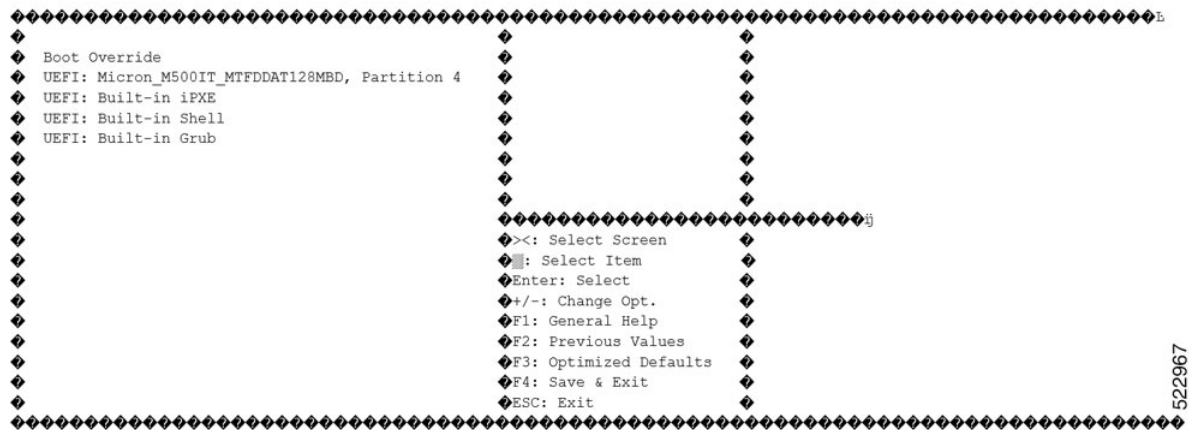 Boot Override
UEFI: Micron_M500IT_MTFDDAT128MBD, Partition 4
UEFI: Built-in iPXE
UEFI: Built-in Shell
UEFI: Built-in Grub
><: Select Screen
▒: Select Item
Enter: Select
+/-: Change Opt.
F1: General Help
F2: Previous Values
F3: Optimized Defaults
F4: Save & Exit
ESC: Exit
522967